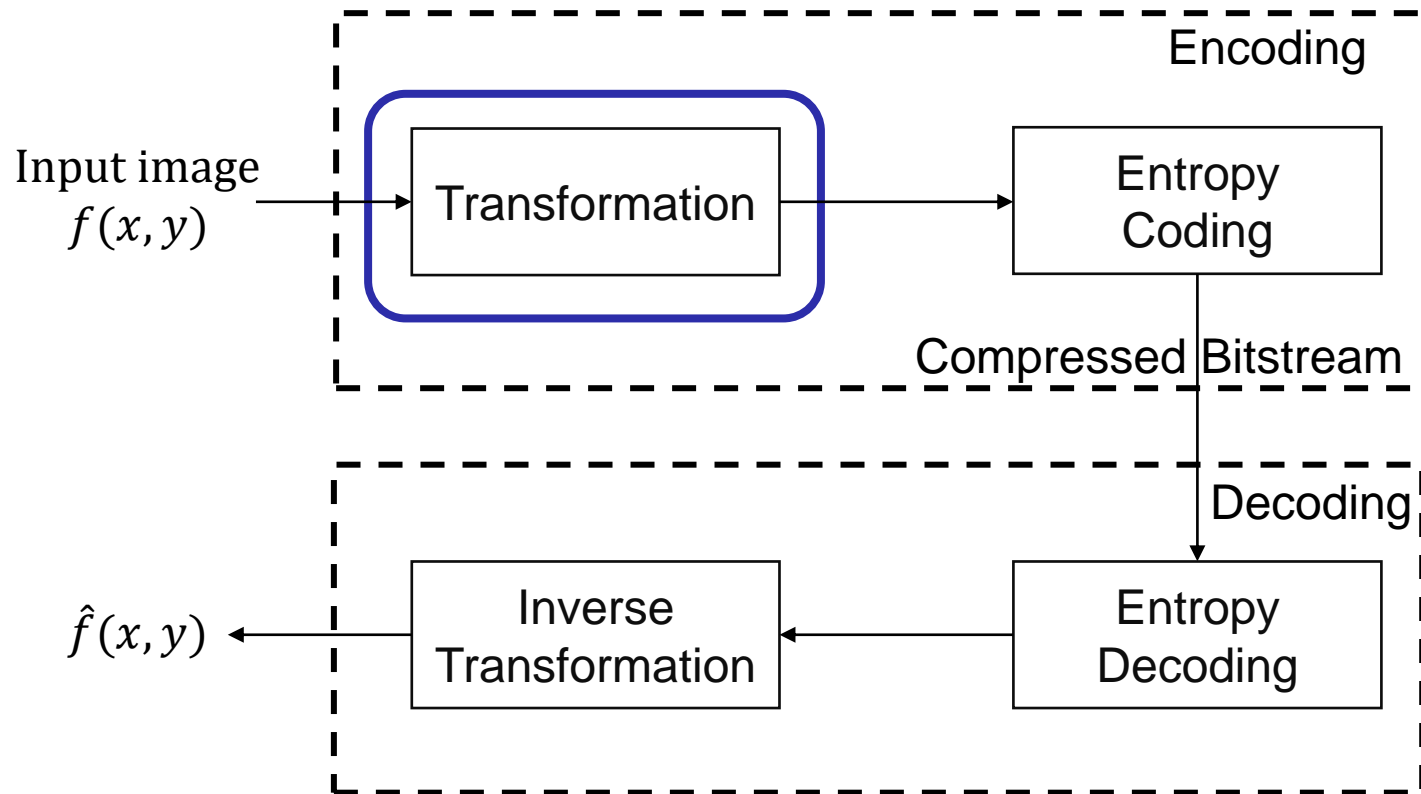 Encoding
Input image
f(x, y)
Transformation
Entropy
Coding
Compressed Bitstream
Decoding
f̂(x, y)
Inverse
Transformation
Entropy
Decoding